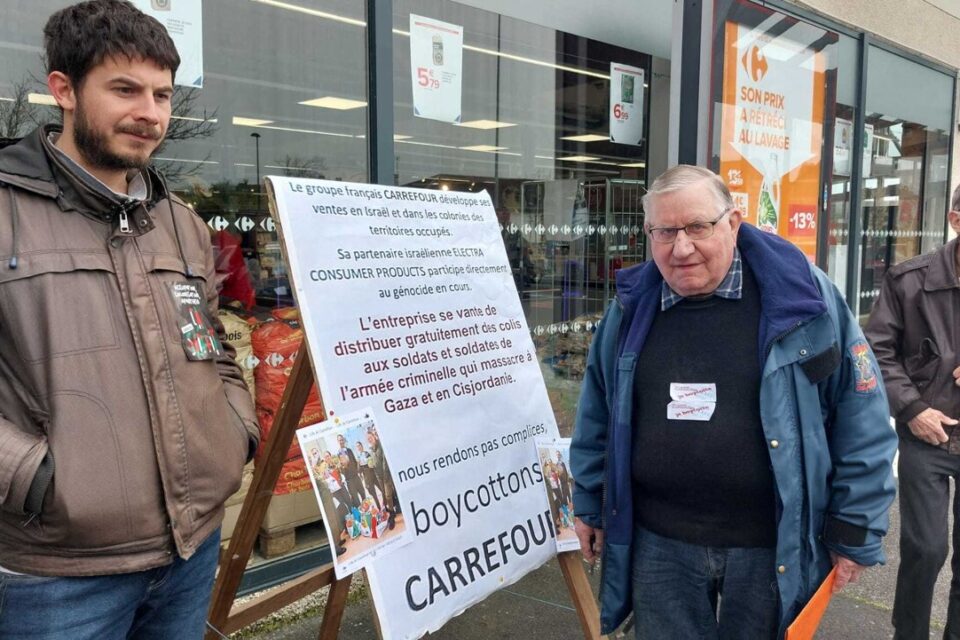 5€
79
6€
99
SON PRIX
A RÉTRÉCI
AU LAVAGE
-13%
Le groupe français CARREFOUR développe ses
ventes en Israël et dans les colonies des
territoires occupés.
Sa partenaire israélienne ELECTRA
CONSUMER PRODUCTS participe directement
au génocide en cours.
L'entreprise se vante de
distribuer gratuitement des colis
aux soldats et soldates de
l'armée criminelle qui massacre à
Gaza et en Cisjordanie.
nous rendons pas complices,
boycottons
CARREFOUR